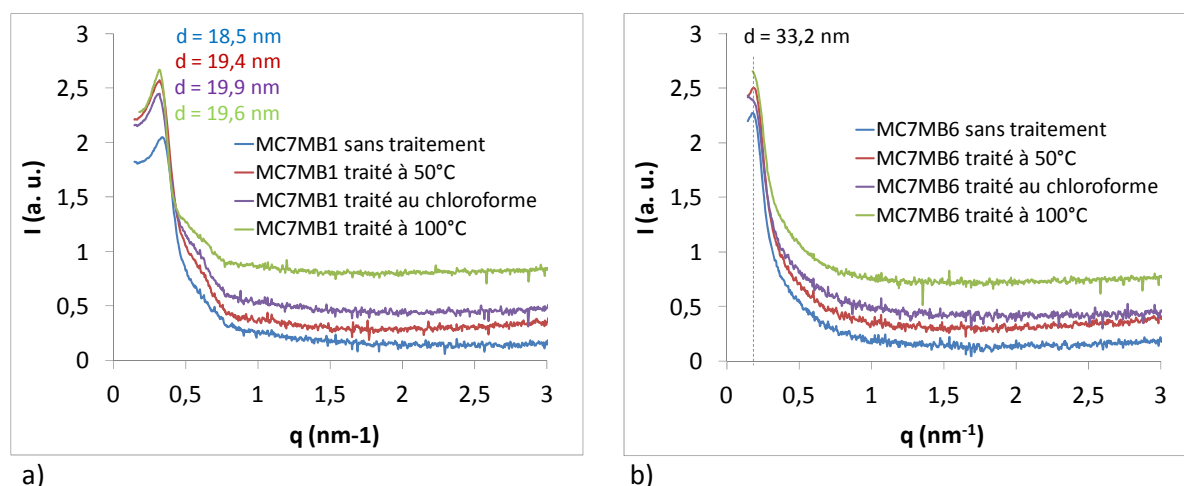 d = 18,5 nm
d = 19,4 nm
d = 19,9 nm
d = 19,6 nm
MC7MB1 sans traitement
MC7MB1 traité à 50°C
MC7MB1 traité au chloroforme
MC7MB1 traité à 100°C
I (a. u.)
3
2,5
2
1,5
1
0,5
0
0
0,5
1
1,5
2
2,5
3
q (nm-1)
a)
d = 33,2 nm
MC7MB6 sans traitement
MC7MB6 traité à 50°C
MC7MB6 traité au chloroforme
MC7MB6 traité à 100°C
I (a. u.)
3
2,5
2
1,5
1
0,5
0
0
0,5
1
1,5
2
2,5
3
q (nm⁻¹)
b)